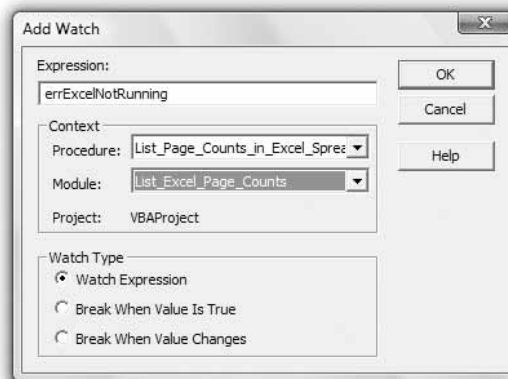 Add Watch
Expression:
errExcelNotRunning
OK
Cancel
Help
Context
Procedure: List_Page_Counts_in_Excel_Sprea
Module: List_Excel_Page_Counts
Project: VBAProject
Watch Type
Watch Expression
Break When Value Is True
Break When Value Changes